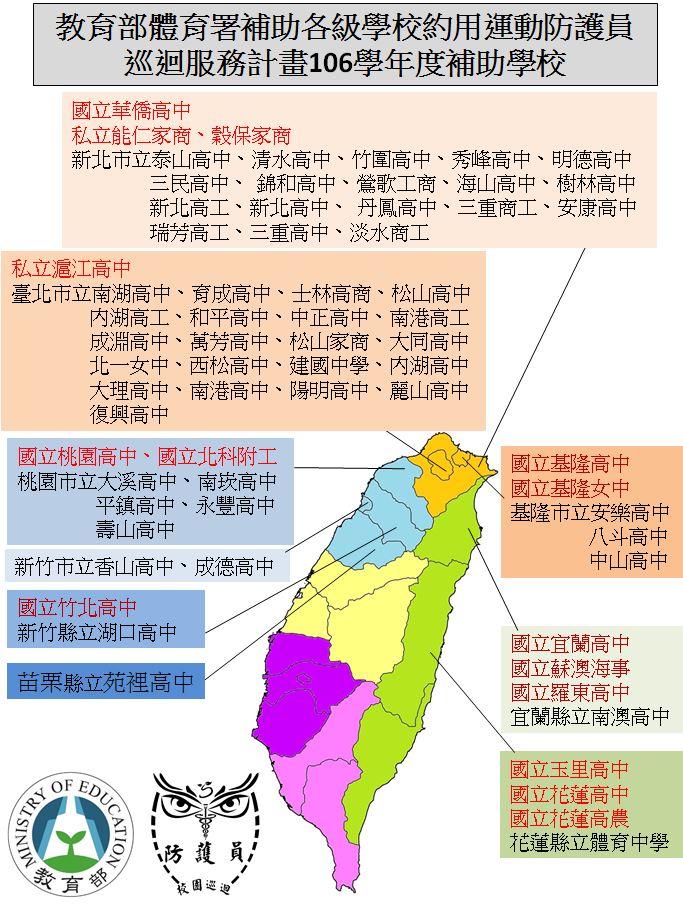 教育部體育署補助各級學校約用運動防護員
巡迴服務計畫106學年度補助學校
國立華僑高中
私立能仁家商、穀保家商
新北市立泰山高中、清水高中、竹圍高中、秀峰高中、明德高中
三民高中、 錦和高中、鶯歌工商、海山高中、樹林高中
新北高工、新北高中、 丹鳳高中、三重商工、安康高中
瑞芳高工、三重高中、淡水商工
私立滬江高中
臺北市立南湖高中、育成高中、士林高商、松山高中
內湖高工、和平高中、中正高中、南港高工
成淵高中、萬芳高中、松山家商、大同高中
北一女中、西松高中、建國中學、內湖高中
大理高中、南港高中、陽明高中、麗山高中
復興高中
國立桃園高中、國立北科附工
桃園市立大溪高中、南崁高中
平鎮高中、永豐高中
壽山高中
新竹市立香山高中、成德高中
國立竹北高中
新竹縣立湖口高中
苗栗縣立苑裡高中
國立基隆高中
國立基隆女中
基隆市立安樂高中
八斗高中
中山高中
國立宜蘭高中
國立蘇澳海事
國立羅東高中
宜蘭縣立南澳高中
國立玉里高中
國立花蓮高中
國立花蓮高農
花蓮縣立體育中學
MINISTRY OF EDUCATION
教育部
防護員
校園巡迴